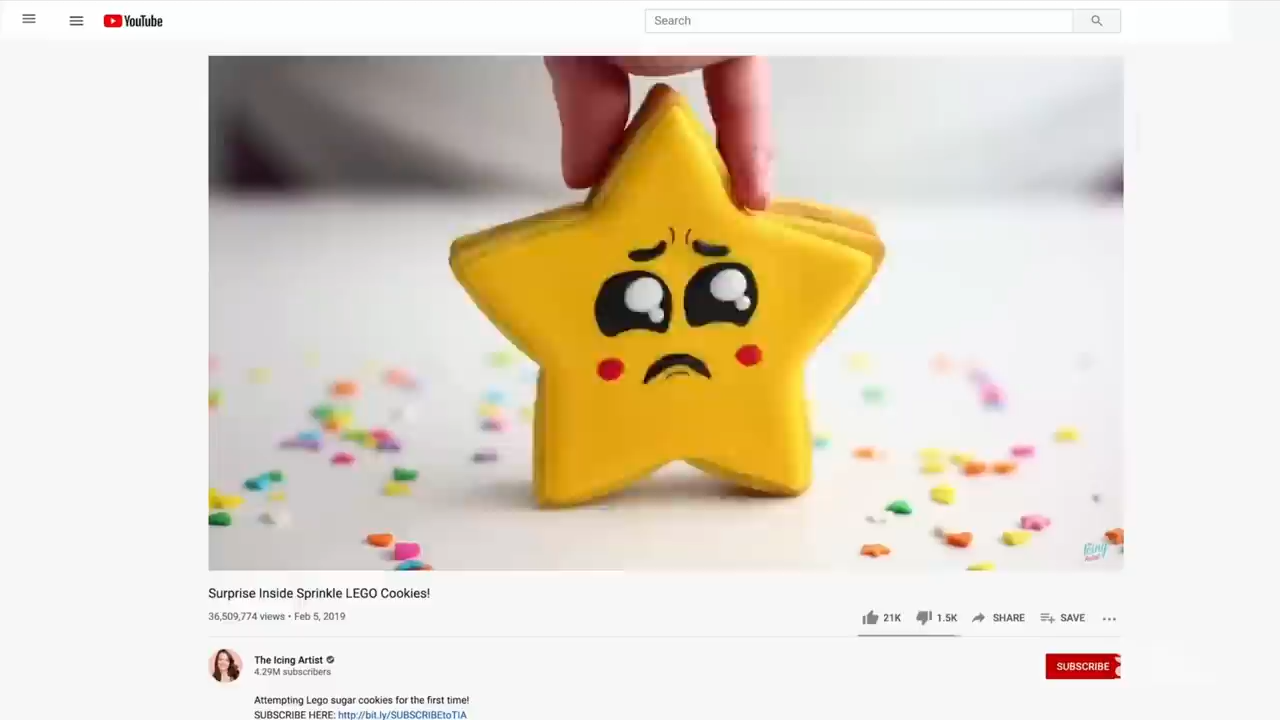 YouTube
Search
Icing
Surprise Inside Sprinkle LEGO Cookies!
36,509,774 views • Feb 5, 2019
21K 1.5K SHARE SAVE
The Icing Artist
4.29M subscribers
SUBSCRIBE
Attempting Lego sugar cookies for the first time!
SUBSCRIBE HERE: http://bit.ly/SUBSCRIBEtoTIA